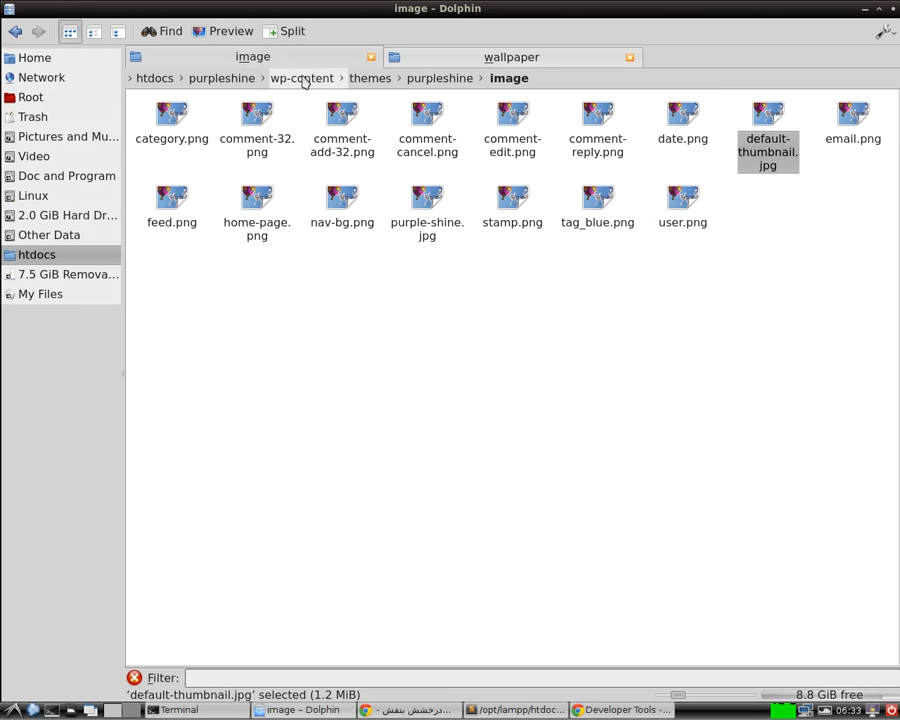 image – Dolphin
Find Preview Split
Home
Network
Root
Trash
Pictures and Mu...
Video
Doc and Program
Linux
2.0 GiB Hard Dr...
Other Data
htdocs
7.5 GiB Remova...
My Files
image
wallpaper
› htdocs › purpleshine › wp-content › themes › purpleshine › image
category.png
comment-32.
png
comment-
add-32.png
comment-
cancel.png
comment-
edit.png
comment-
reply.png
date.png
default-
thumbnail.
jpg
email.png
feed.png
home-page.
png
nav-bg.png
purple-shine.
jpg
stamp.png
tag_blue.png
user.png
Filter:
‘default-thumbnail.jpg’ selected (1.2 MiB)
8.8 GiB free
Terminal
image – Dolphin
درخشش بنفش - ...
/opt/lampp/htdoc...
Developer Tools -...
06:33